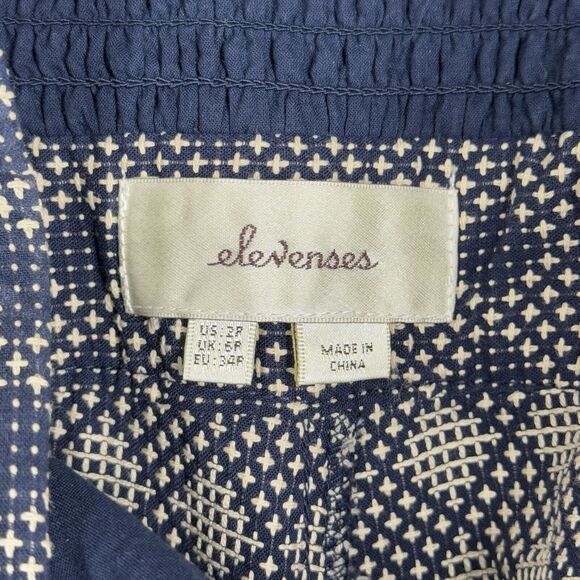 elevenses
US: 2P
UK: 6P
EU: 34P
MADE IN
CHINA